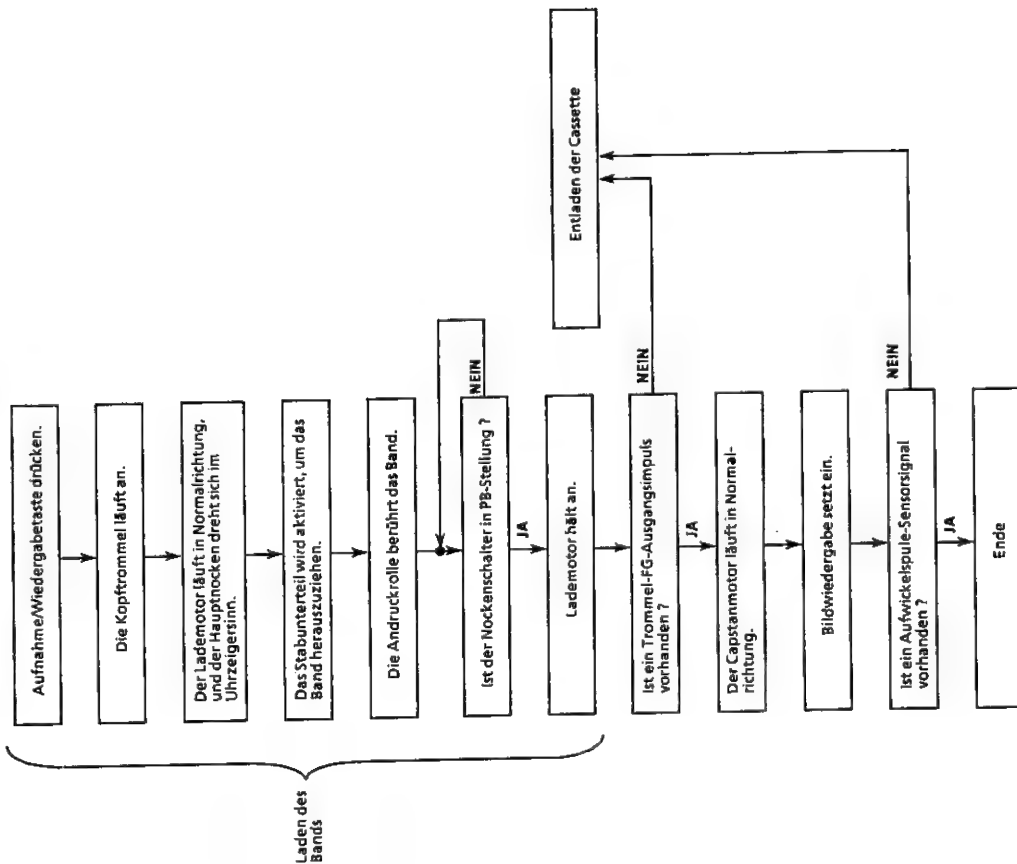 Aufnahme/Wiedergabetaste drücken.
Die Kopftrommel läuft an.
Der Lademotor läuft in Normalrichtung,
und der Hauptnocken dreht sich im
Uhrzeigersinn.
Das Stabunterteil wird aktiviert, um das
Band herauszuziehen.
Die Andruckrolle berührt das Band.
Ist der Nockenschalter in PB-Stellung ?
NEIN
JA
Lademotor hält an.
Laden des
Bands
Ist ein Trommel-FG-Ausgangsimpuls
vorhanden ?
NEIN
Entladen der Cassette
JA
Der Capstanmotor läuft in Normal-
richtung.
Bildwiedergabe setzt ein.
Ist ein Aufwickelspule-Sensorsignal
vorhanden ?
NEIN
JA
Ende